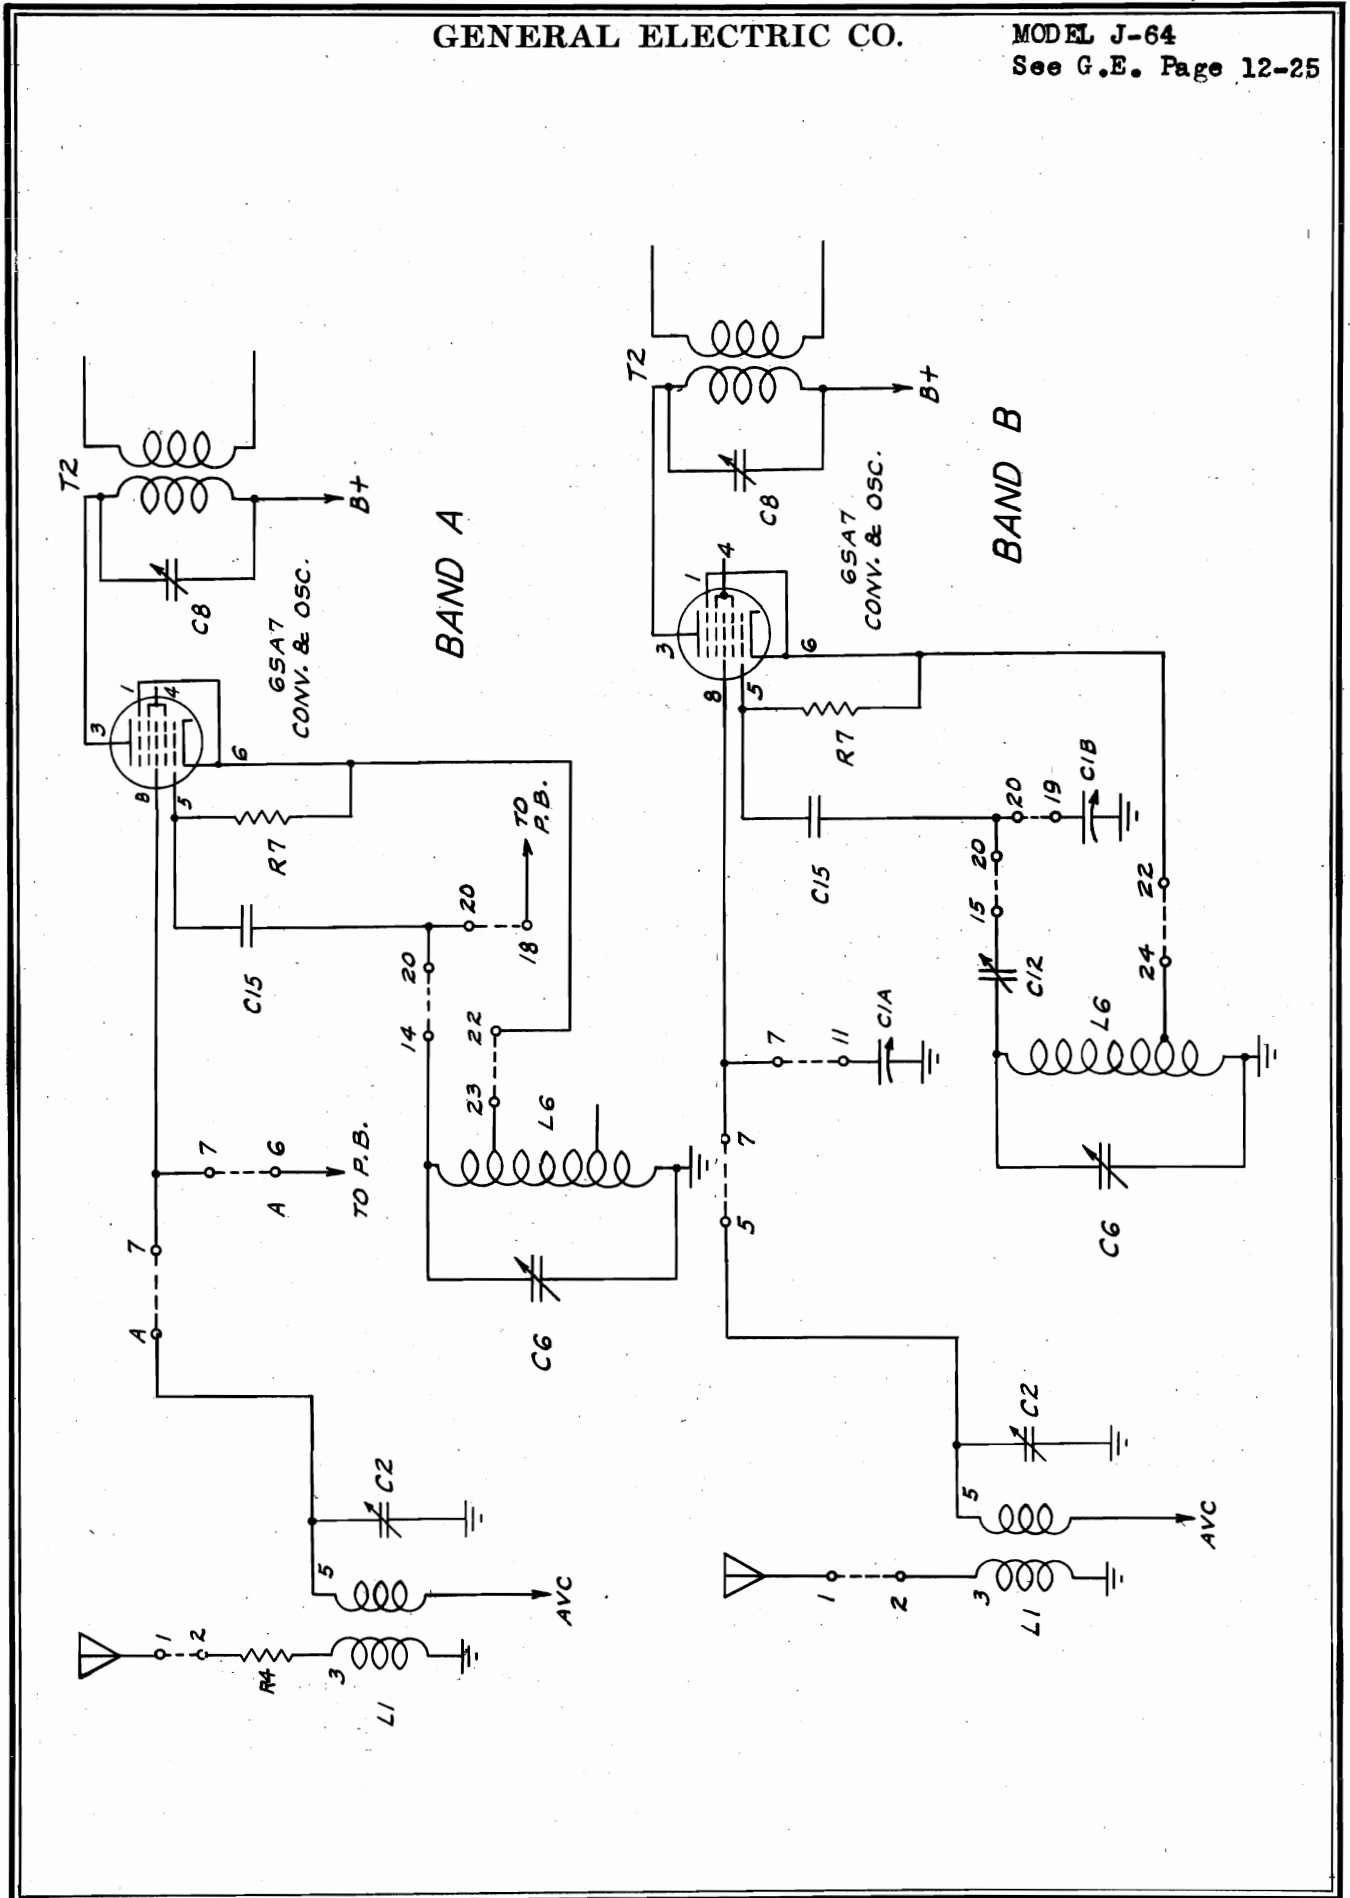 GENERAL ELECTRIC CO.
MODEL J-64
See G.E. Page 12-25
T2
C8
B+
6SA7
CONV. & OSC.
BAND A
3
1
4
8
5
6
R7
C15
20
18
TO
P.B.
20
14
22
23
L6
C6
7
6
A
TO P.B.
7
A
C2
5
AVC
1
2
R4
3
L1
T2
C8
B+
6SA7
CONV. & OSC.
BAND B
3
1
4
8
5
6
R7
C15
20
19
C1B
20
15
C12
22
24
L6
C6
7
11
C1A
7
5
C2
5
AVC
1
2
3
L1